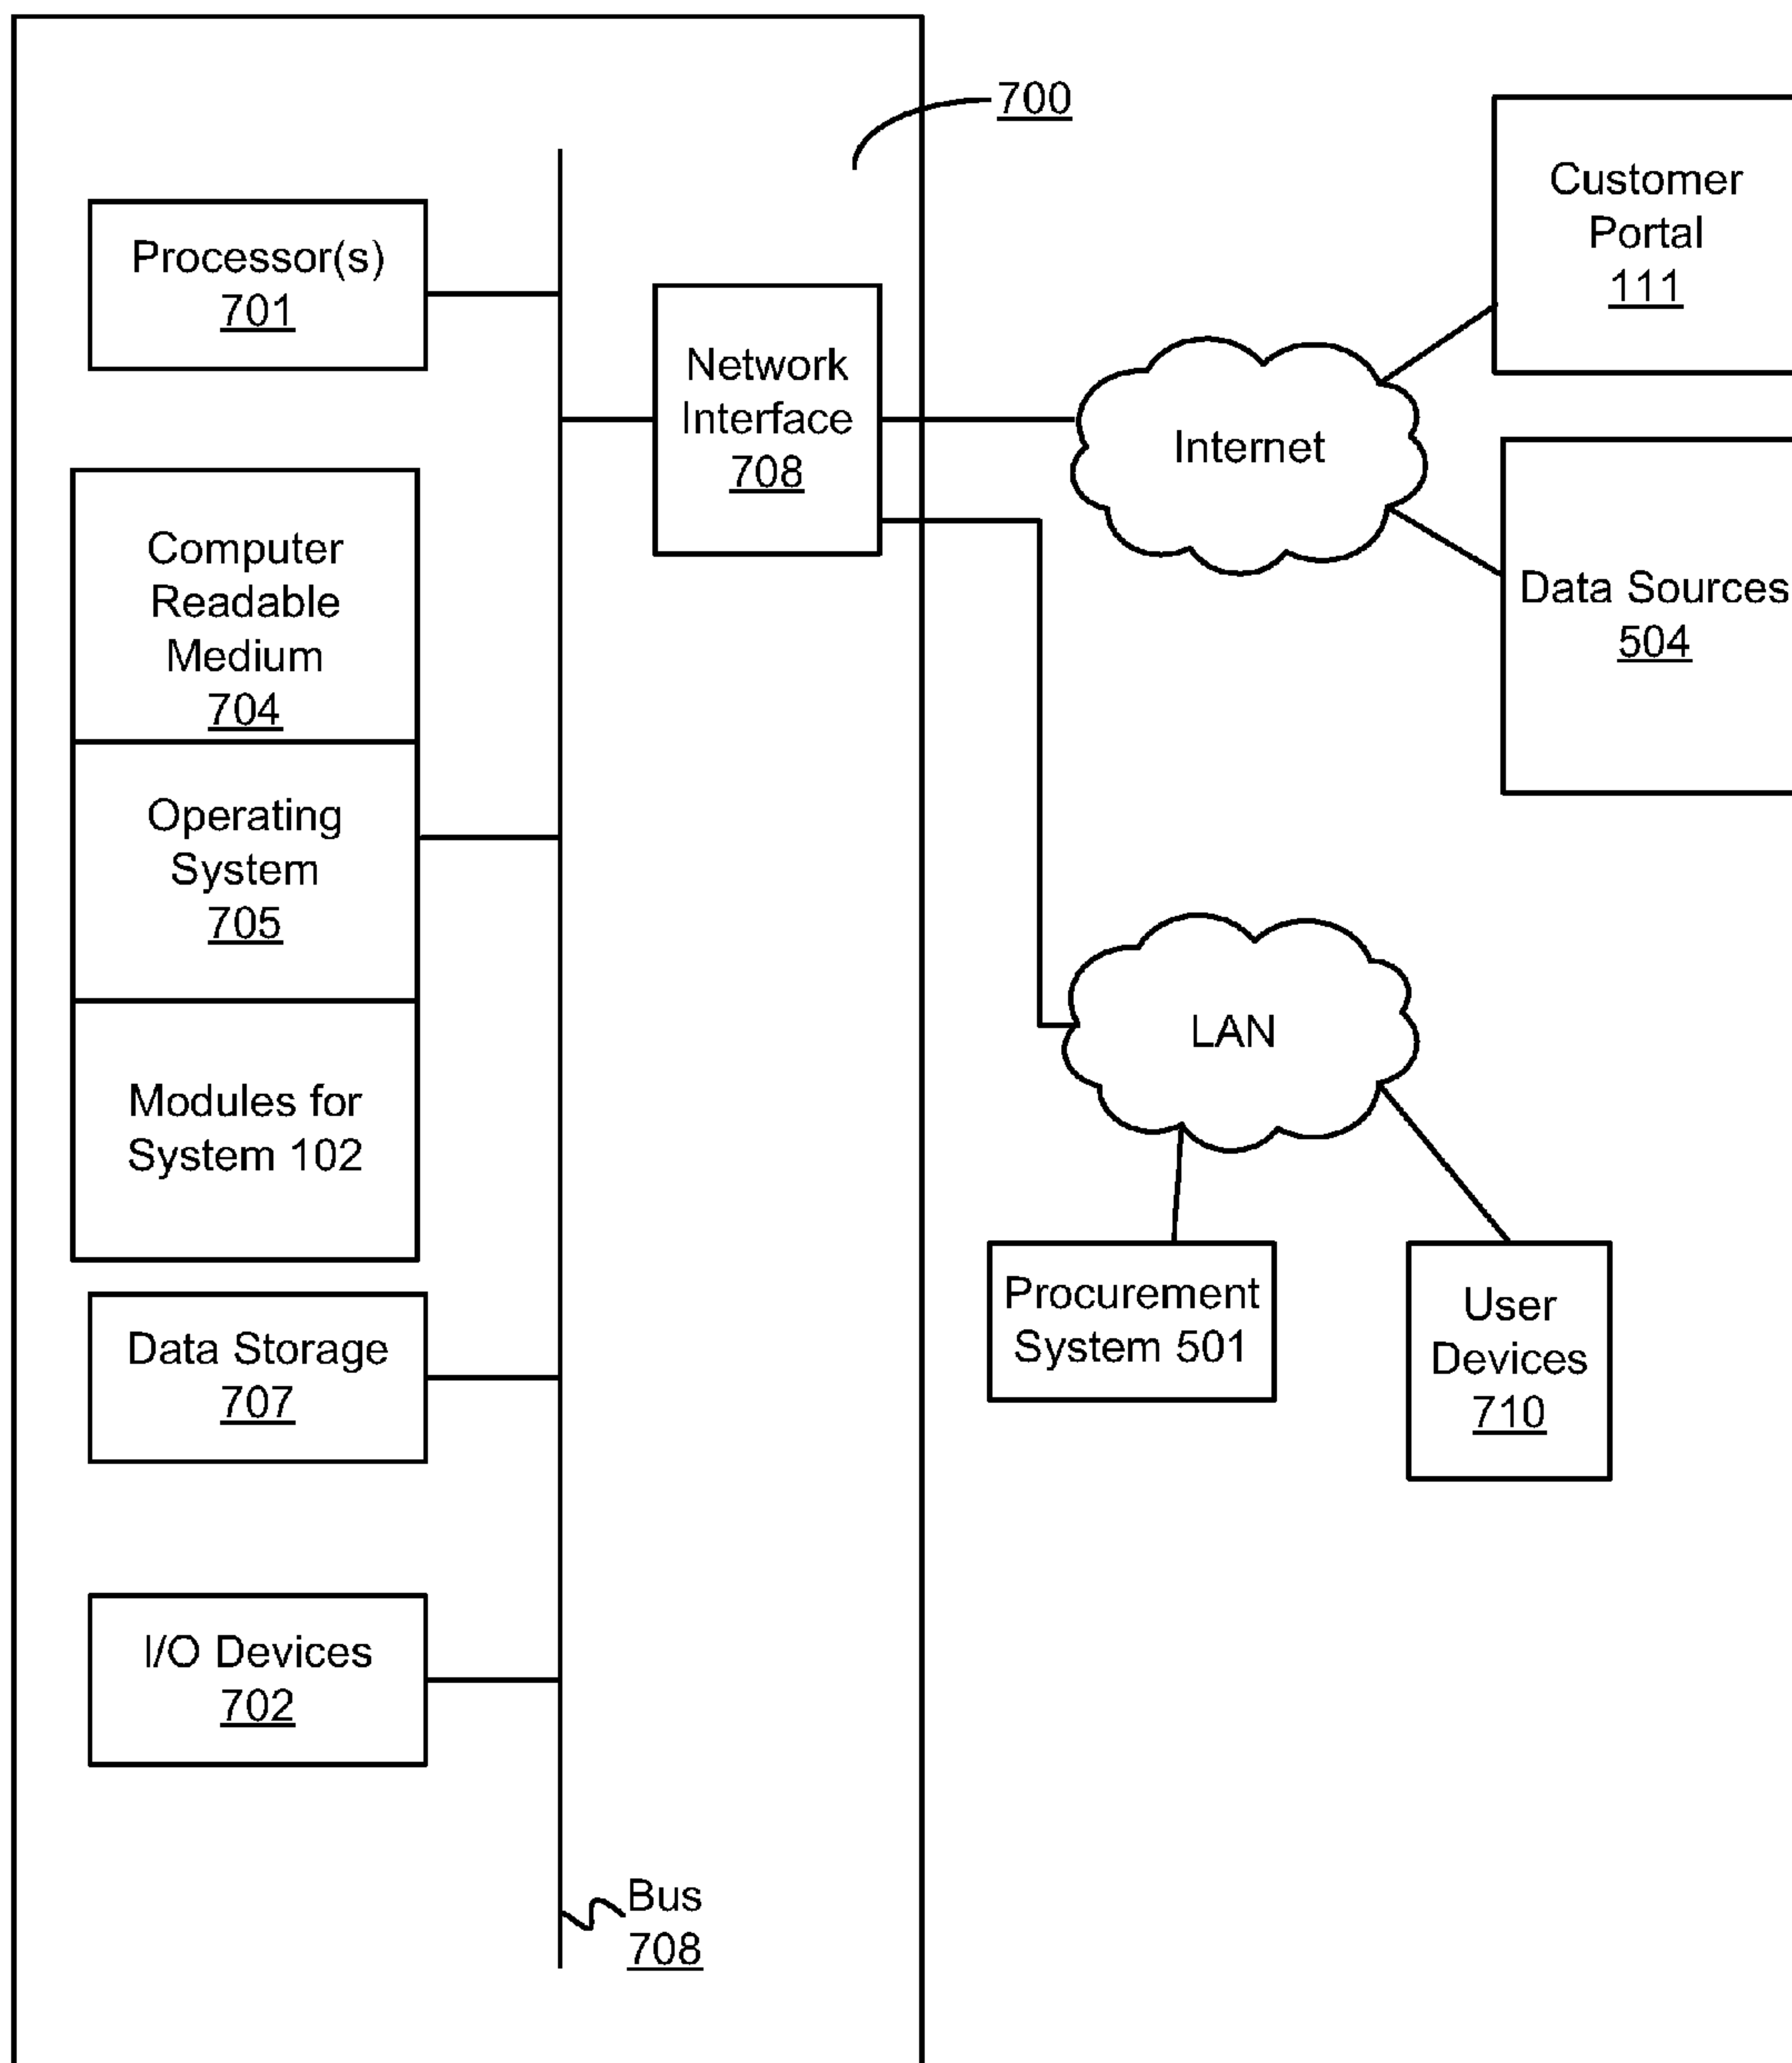 700
Customer
Portal
111
Processor(s)
701
Network
Interface
708
Internet
Computer
Readable
Medium
704
Data Sources
504
Operating
System
705
LAN
Modules for
System 102
Procurement
System 501
User
Devices
710
Data Storage
707
I/O Devices
702
Bus
708